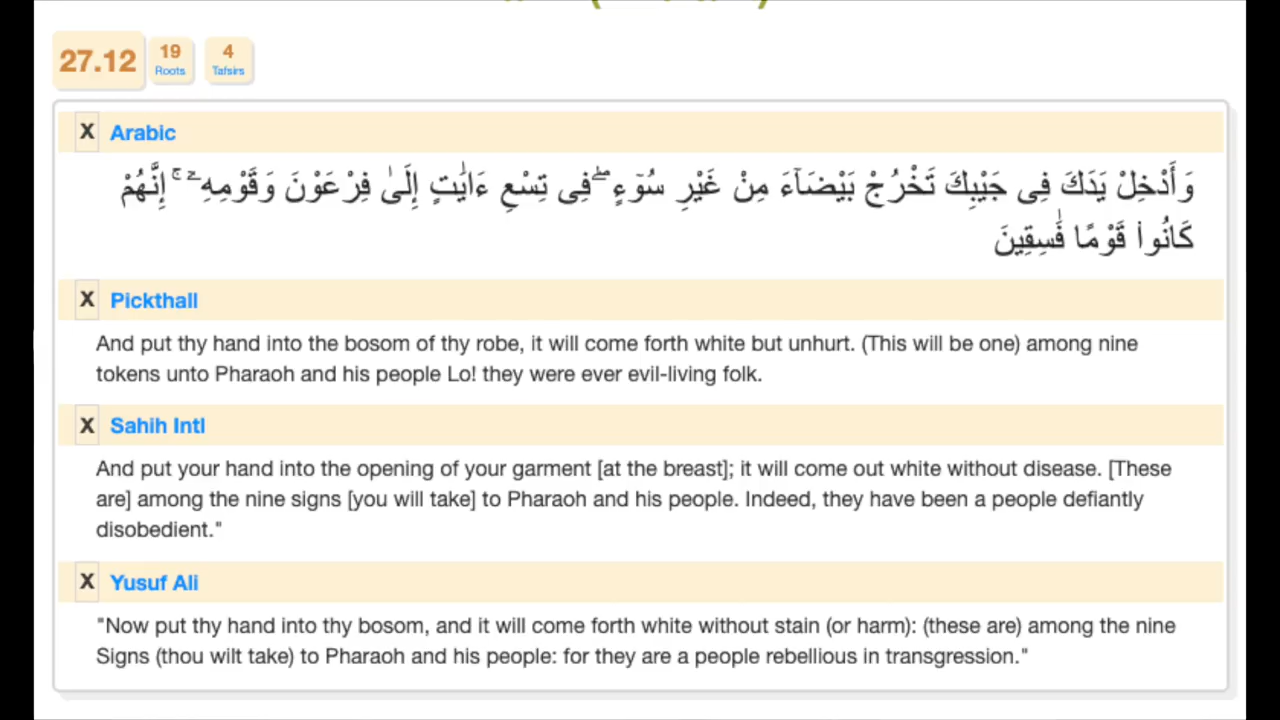 27.12
19
Roots
4
Tafsirs
X Arabic
وَأَدْخِلْ يَدَكَ فِى جَيْبِكَ تَخْرُجْ بَيْضَآءَ مِنْ غَيْرِ سُوٓءٍۢ ۖ فِى تِسْعِ ءَايَٰتٍ إِلَىٰ فِرْعَوْنَ وَقَوْمِهِۦٓ ۚ إِنَّهُمْ
كَانُوا۟ قَوْمًۭا فَٰسِقِينَ
X Pickthall
And put thy hand into the bosom of thy robe, it will come forth white but unhurt. (This will be one) among nine
tokens unto Pharaoh and his people Lo! they were ever evil-living folk.
X Sahih Intl
And put your hand into the opening of your garment [at the breast]; it will come out white without disease. [These
are] among the nine signs [you will take] to Pharaoh and his people. Indeed, they have been a people defiantly
disobedient."
X Yusuf Ali
"Now put thy hand into thy bosom, and it will come forth white without stain (or harm): (these are) among the nine
Signs (thou wilt take) to Pharaoh and his people: for they are a people rebellious in transgression."